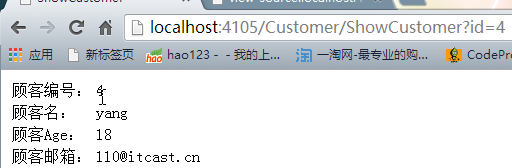 showCustomer
view-source:localhost:4
localhost:4105/Customer/ShowCustomer?id=4
应用 新标签页 hao123 - - 我的上... 淘 一淘网-最专业的购... CodePro
顾客编号: 4
顾客名: yang
顾客Age: 18
顾客邮箱:110@itcast.cn